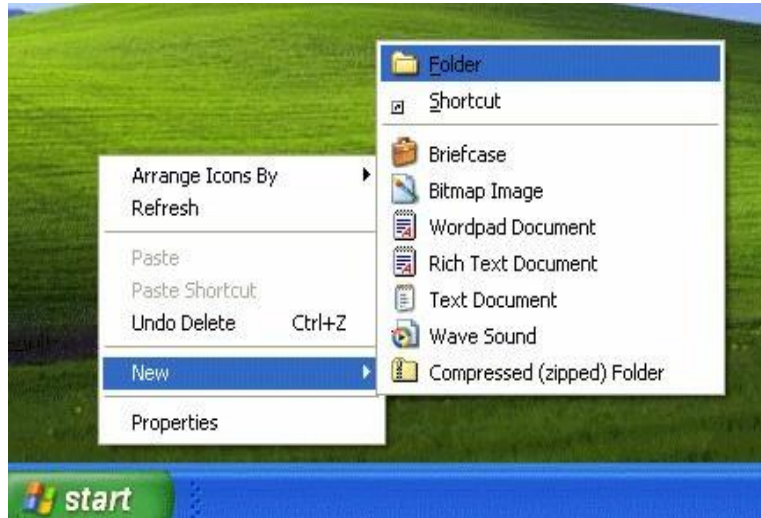 Arrange Icons By
Refresh
Paste
Paste Shortcut
Undo Delete Ctrl+Z
New
Properties
Folder
Shortcut
Briefcase
Bitmap Image
Wordpad Document
Rich Text Document
Text Document
Wave Sound
Compressed (zipped) Folder
start